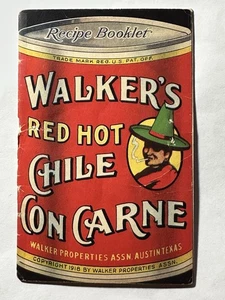 Recipe Booklet
TRADE MARK REG. U.S. PAT. OFF.
WALKER'S
RED HOT
CHILE
CON CARNE
WALKER PROPERTIES ASSN. AUSTIN TEXAS
COPYRIGHT 1918 BY WALKER PROPERTIES ASSN.